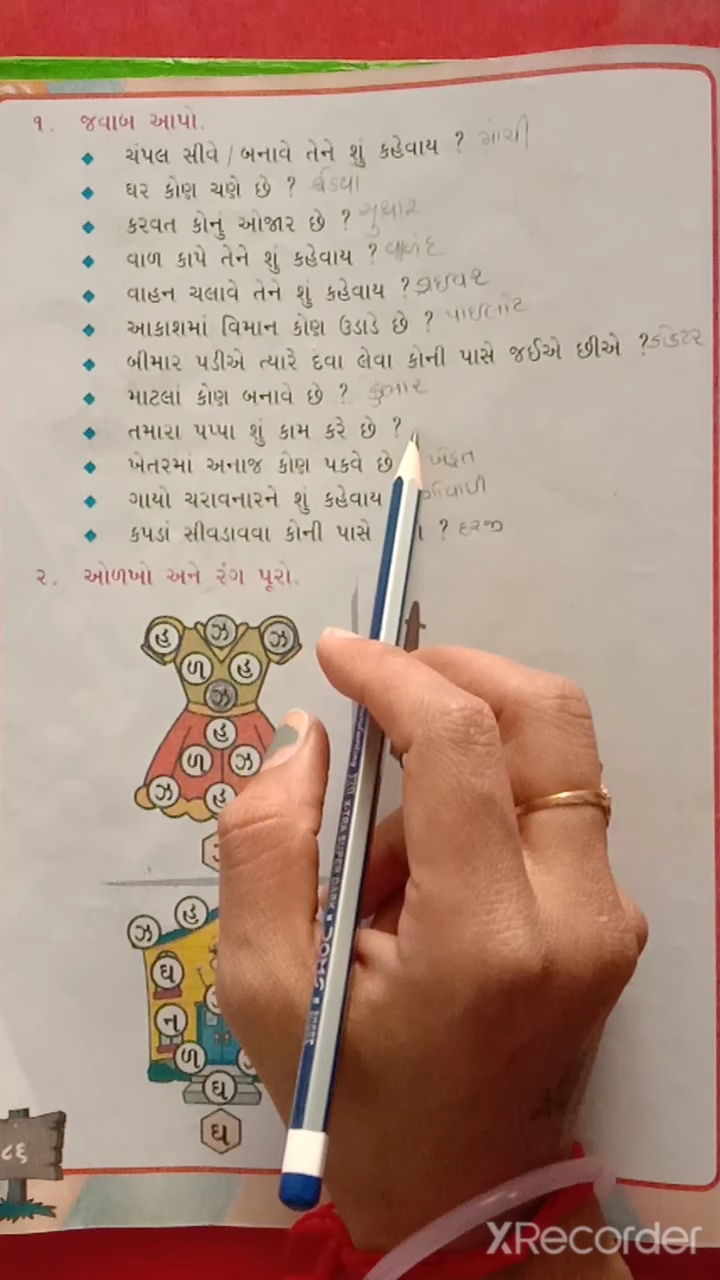 ૧. જવાબ આપો.
ચંપલ સીવે / બનાવે તેને શું કહેવાય ? મોચી
ઘર કોણ ચણે છે ? કડીયા
કરવત કોનું ઓજાર છે ? સુથાર
વાળ કાપે તેને શું કહેવાય ? વાળંદ
વાહન ચલાવે તેને શું કહેવાય ? ડ્રાઇવર
આકાશમાં વિમાન કોણ ઉડાડે છે ? પાઇલોટ
બીમાર પડીએ ત્યારે દવા લેવા કોની પાસે જઈએ છીએ ?
માટલાં કોણ બનાવે છે ? કુંભાર
તમારા પપ્પા શું કામ કરે છે ?
ખેતરમાં અનાજ કોણ પકવે છે ખેડૂત
ગાયો ચરાવનારને શું કહેવાય
કપડાં સીવડાવવા કોની પાસે ? દરજી
૨. ઓળખો અને રંગ પૂરો.
હ ઝ ઝ
ળ હ
ઝ
હ
ળ ઝ
ઝ હ
ઝ હ
ઘ
ન
ળ
ઘ
ઘ
૮૬
XRecorder